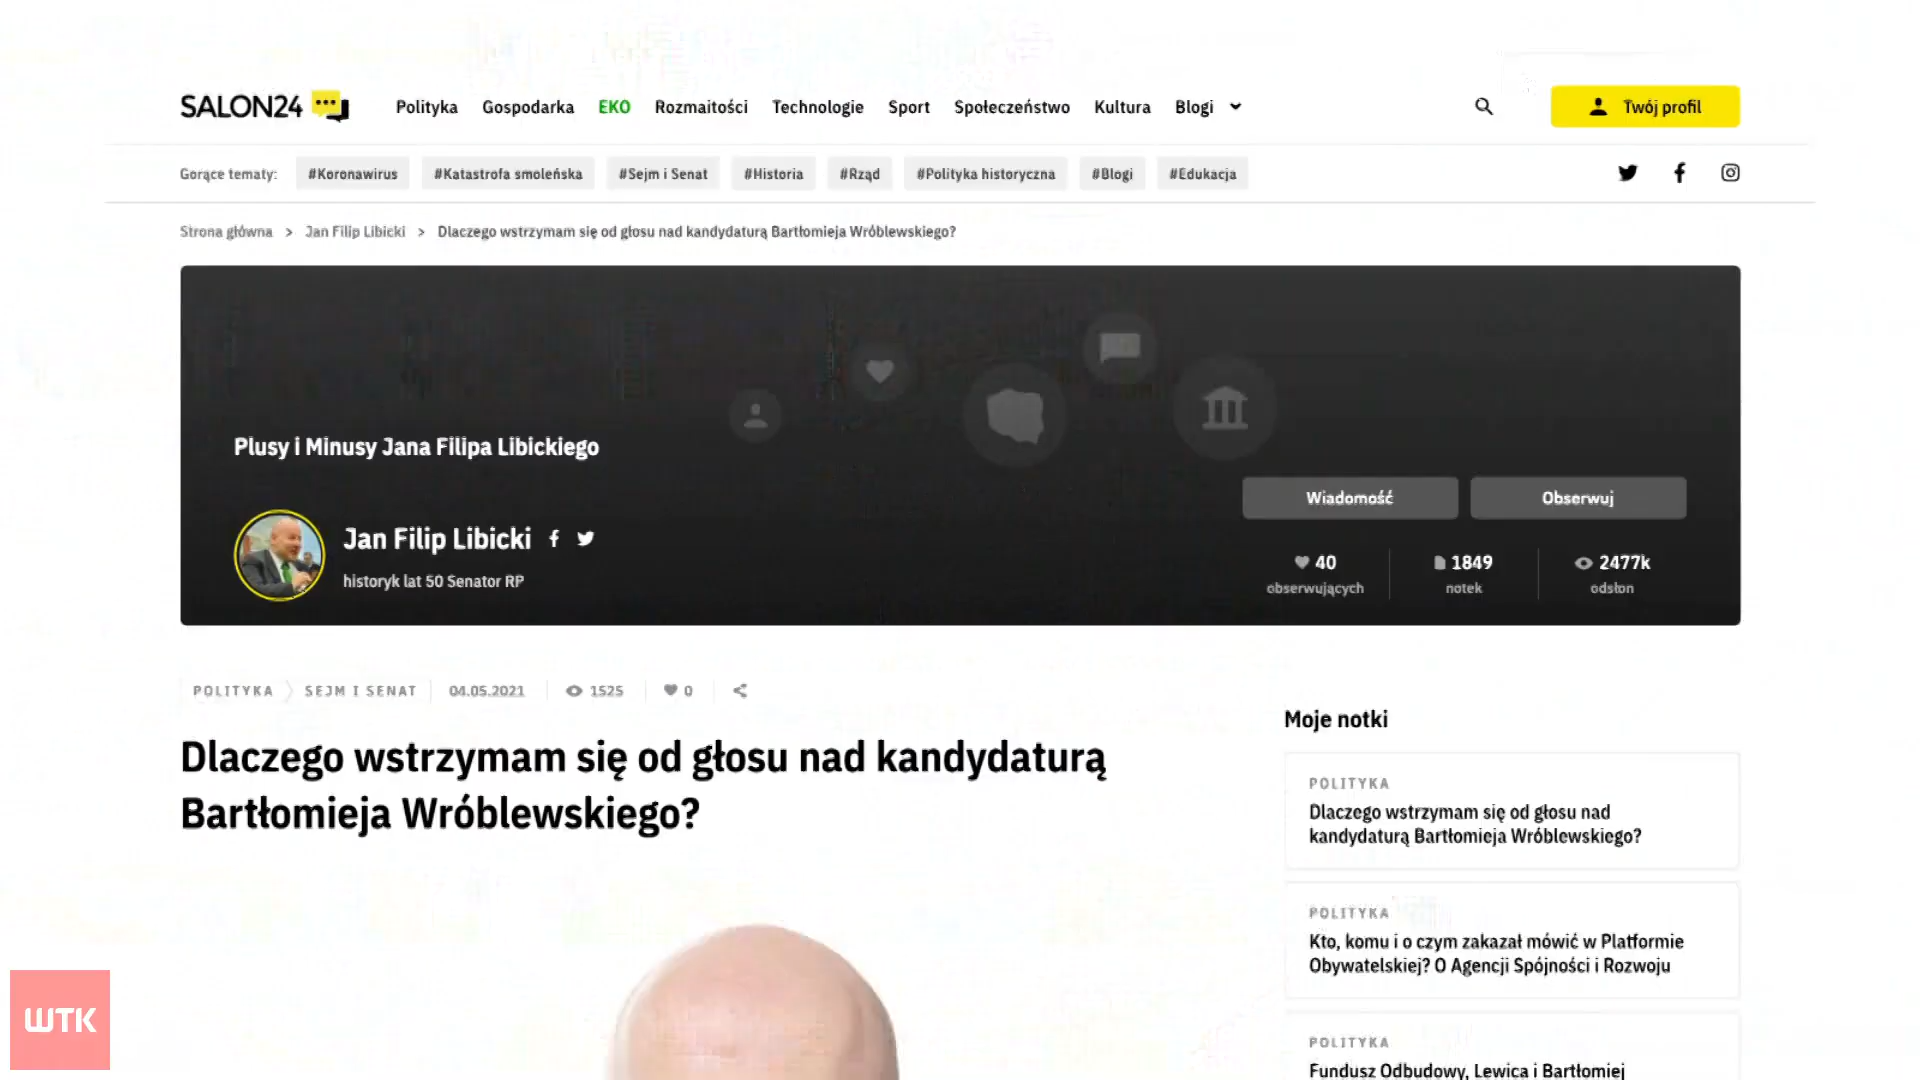 SALON24
Polityka Gospodarka EKO Rozmaitości Technologie Sport Społeczeństwo Kultura Blogi
Twój profil
Gorące tematy: #Koronawirus #Katastrofa smoleńska #Sejm i Senat #Historia #Rząd #Polityka historyczna #Blogi #Edukacja
Strona główna > Jan Filip Libicki > Dlaczego wstrzymam się od głosu nad kandydaturą Bartłomieja Wróblewskiego?
Plusy i Minusy Jana Filipa Libickiego
Jan Filip Libicki
historyk lat 50 Senator RP
Wiadomość Obserwuj
40 1849 2477k
obserwujących notek odsłon
POLITYKA SEJM I SENAT 04.05.2021 1525 0
Dlaczego wstrzymam się od głosu nad kandydaturą
Bartłomieja Wróblewskiego?
Moje notki
POLITYKA
Dlaczego wstrzymam się od głosu nad
kandydaturą Bartłomieja Wróblewskiego?
POLITYKA
Kto, komu i o czym zakazał mówić w Platformie
Obywatelskiej? O Agencji Spójności i Rozwoju
POLITYKA
Fundusz Odbudowy, Lewica i Bartłomiej
WTK